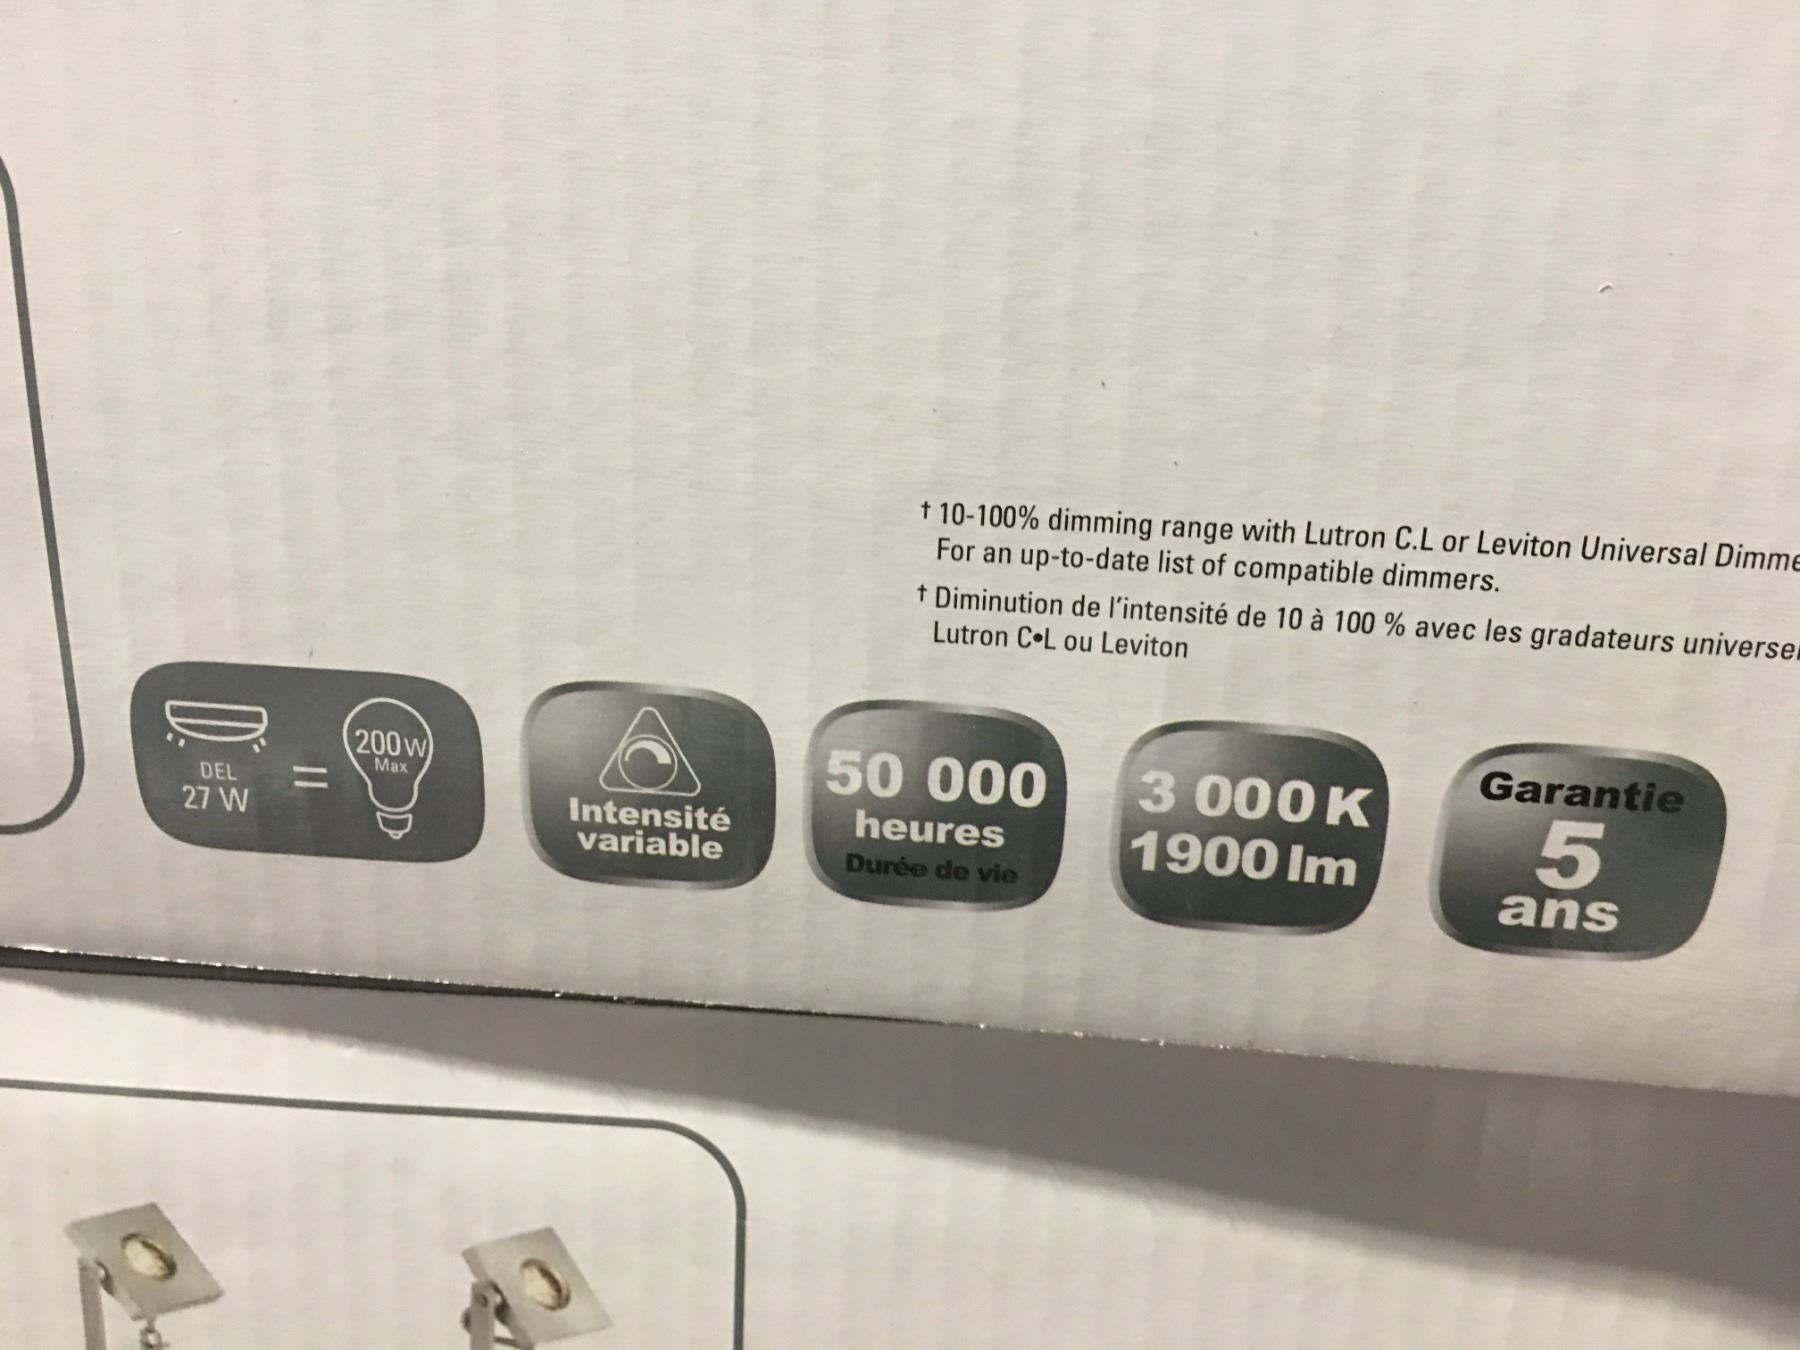 † 10-100% dimming range with Lutron C.L or Leviton Universal
For an up-to-date list of compatible dimmers.
† Diminution de l'intensité de 10 à 100 % avec les gradateurs
Lutron C•L ou Leviton
DEL
27 W
=
200 W
Max
Intensité
variable
50 000
heures
Durée de vie
3 000 K
1900 lm
Garantie
5
ans